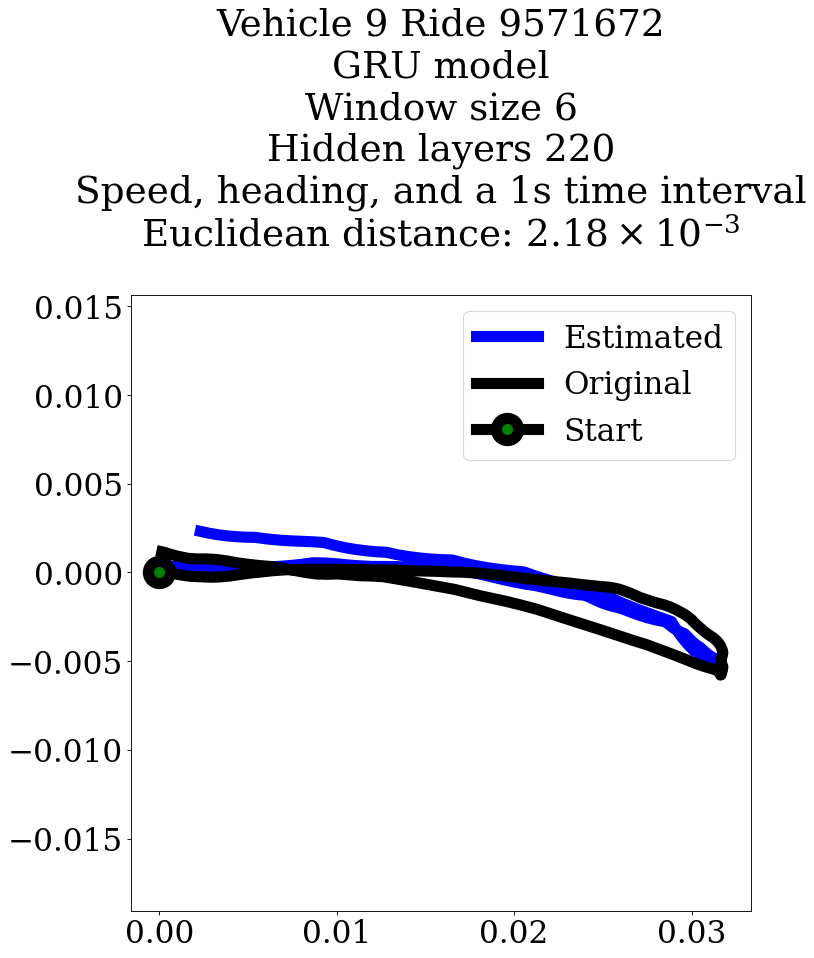 Vehicle 9 Ride 9571672
GRU model
Window size 6
Hidden layers 220
Speed, heading, and a 1s time interval
Euclidean distance: 2.18 × 10⁻³
Estimated
Original
Start
0.015
0.010
0.005
0.000
−0.005
−0.010
−0.015
0.00 0.01 0.02 0.03